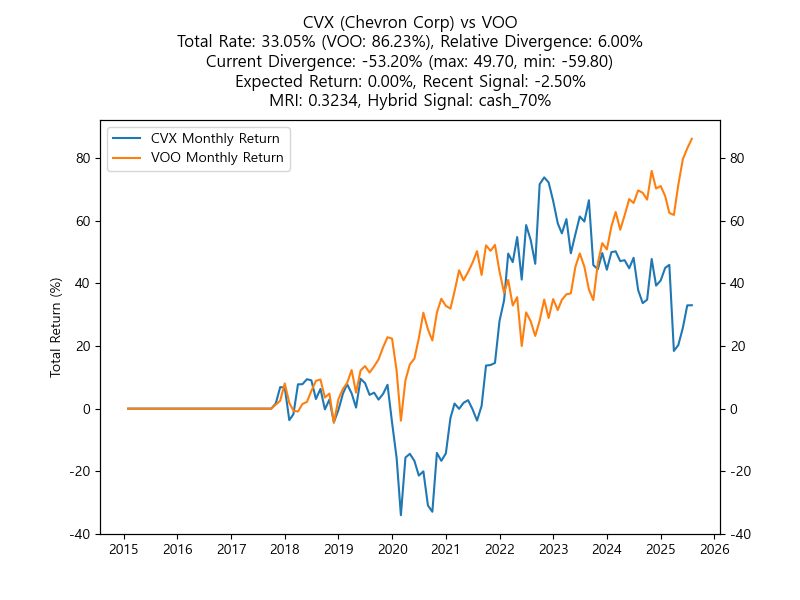 CVX (Chevron Corp) vs VOO
Total Rate: 33.05% (VOO: 86.23%), Relative Divergence: 6.00%
Current Divergence: -53.20% (max: 49.70, min: -59.80)
Expected Return: 0.00%, Recent Signal: -2.50%
MRI: 0.3234, Hybrid Signal: cash_70%
CVX Monthly Return
VOO Monthly Return
Total Return (%)
80
60
40
20
0
-20
-40
80
60
40
20
0
-20
-40
2015 2016 2017 2018 2019 2020 2021 2022 2023 2024 2025 2026